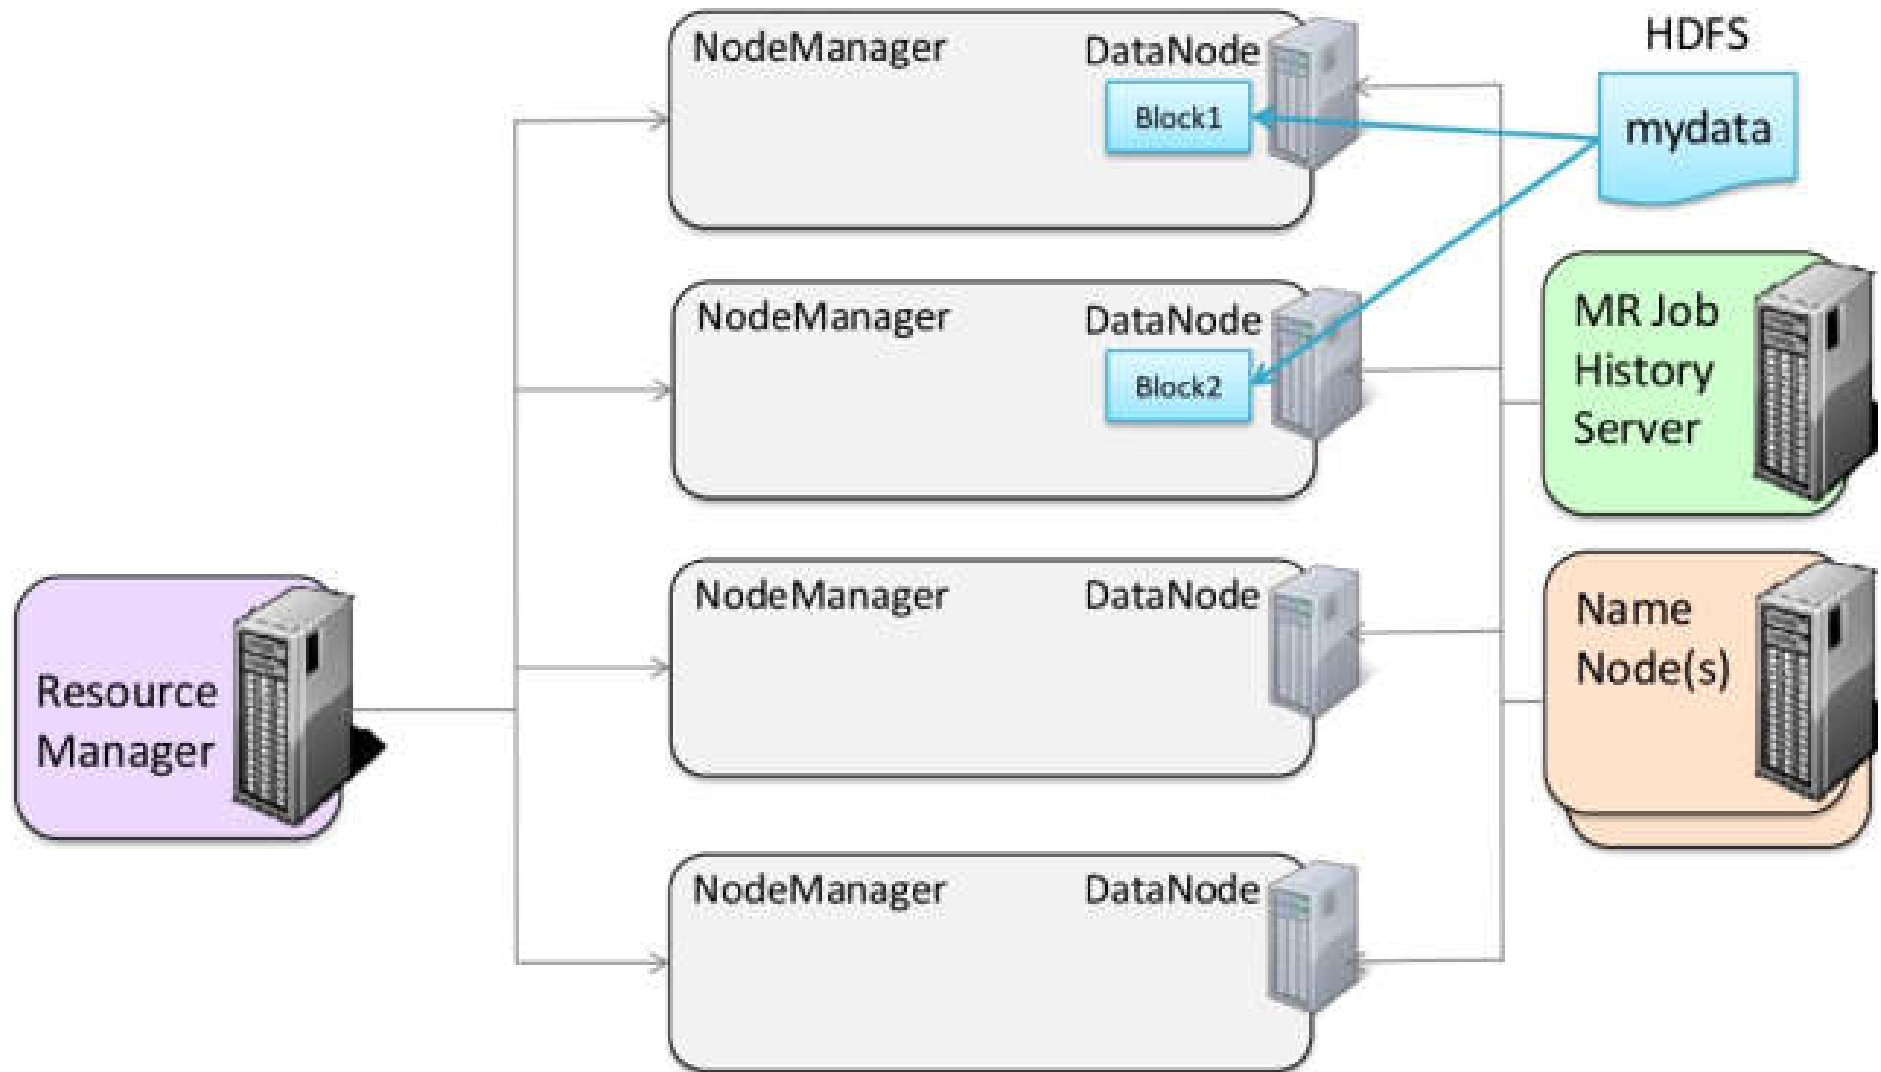 NodeManager
DataNode
Block1
HDFS
mydata
NodeManager
DataNode
Block2
MR Job
History
Server
Resource
Manager
NodeManager
DataNode
Name
Node(s)
NodeManager
DataNode